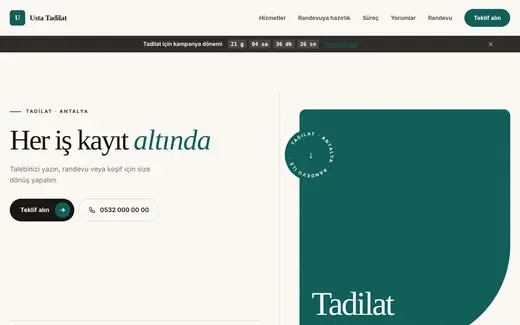 U Usta Tadilat
Hizmetler Randevuya hazırlık Süreç Yorumlar Randevu Teklif alın
Tadilat için kampanya dönemi 21 g 04 sa 36 dk 26 sn
TADİLAT · ANTALYA
Her iş kayıt altında
Talebinizi yazın, randevu veya keşif için size
dönüş yapalım.
Teklif alın → 0532 000 00 00
TADİLAT · ANTALYA · RANDEVU İLE ·
↓
Tadilat